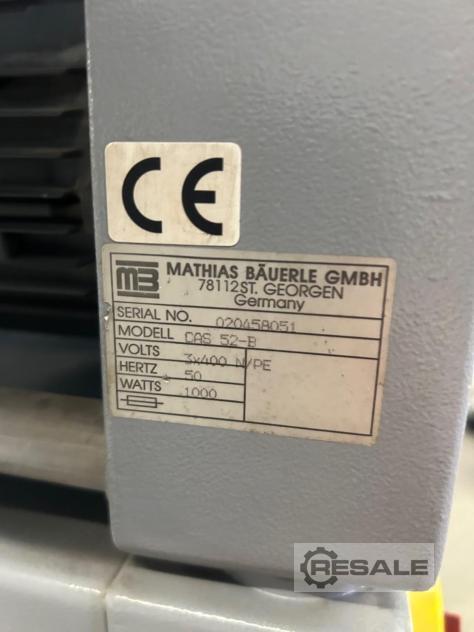 CE
MB MATHIAS BÄUERLE GMBH
78112ST. GEORGEN
Germany
SERIAL NO. 020458051
MODELL CAS 52-B
VOLTS 3x400 N/PE
HERTZ 50
WATTS 1000
RESALE